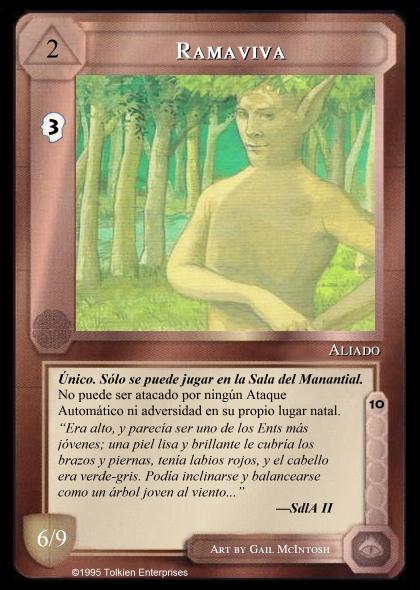 2
RAMAVIVA
3
ALIADO
Único. Sólo se puede jugar en la Sala del Manantial.
No puede ser atacado por ningún Ataque
Automático ni adversidad en su propio lugar natal.
“Era alto, y parecía ser uno de los Ents más
jóvenes; una piel lisa y brillante le cubría los
brazos y piernas, tenía labios rojos, y el cabello
era verde-gris. Podía inclinarse y balancearse
como un árbol joven al viento...”
—SdlA II
10
6/9
ART BY GAIL MCINTOSH
©1995 Tolkien Enterprises